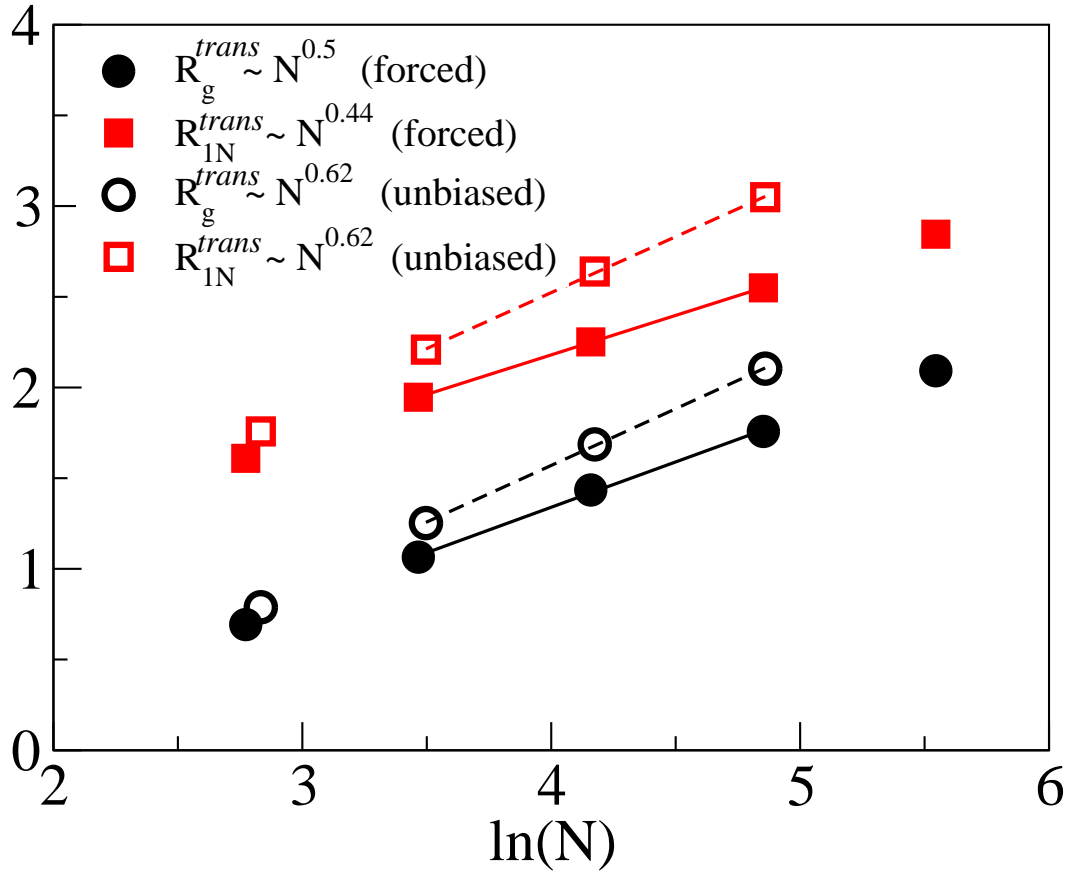 4
R_g^trans ~ N^0.5 (forced)
R_1N^trans ~ N^0.44 (forced)
R_g^trans ~ N^0.62 (unbiased)
R_1N^trans ~ N^0.62 (unbiased)
3
2
1
0
2 3 4 5 6
ln(N)